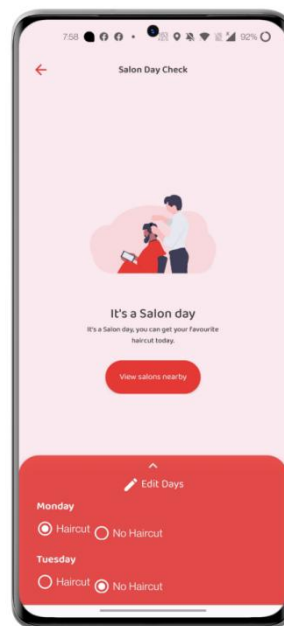 7:58
92%
Salon Day Check
It's a Salon day
It's a Salon day, you can get your favourite
haircut today.
View salons nearby
Edit Days
Monday
Haircut No Haircut
Tuesday
Haircut No Haircut